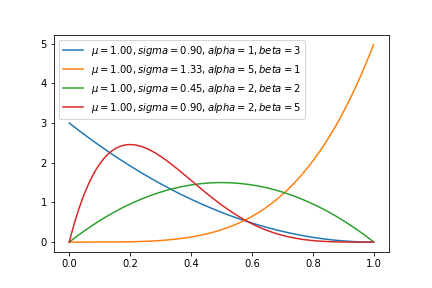 μ = 1.00, sigma = 0.90, alpha = 1, beta = 3
μ = 1.00, sigma = 1.33, alpha = 5, beta = 1
μ = 1.00, sigma = 0.45, alpha = 2, beta = 2
μ = 1.00, sigma = 0.90, alpha = 2, beta = 5
5
4
3
2
1
0
0.0 0.2 0.4 0.6 0.8 1.0